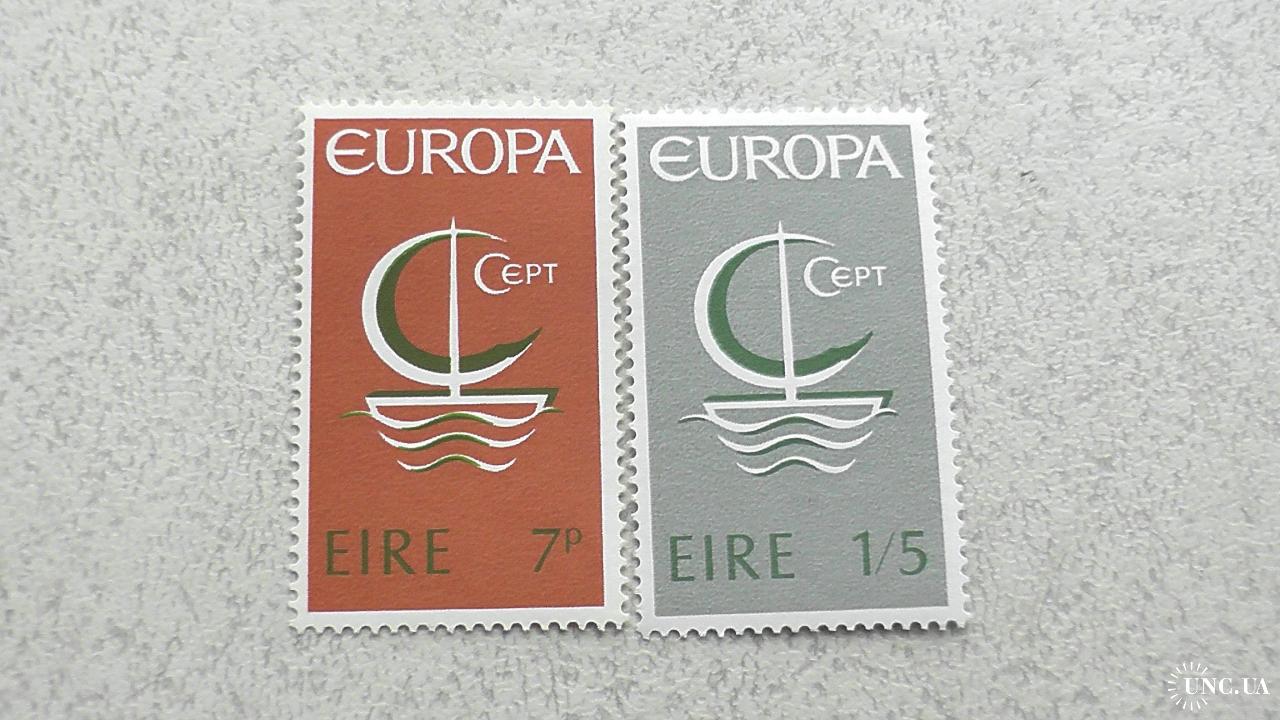 EUROPA
CEPT
EIRE 7p
EUROPA
CEPT
EIRE 1/5
UNC.UA